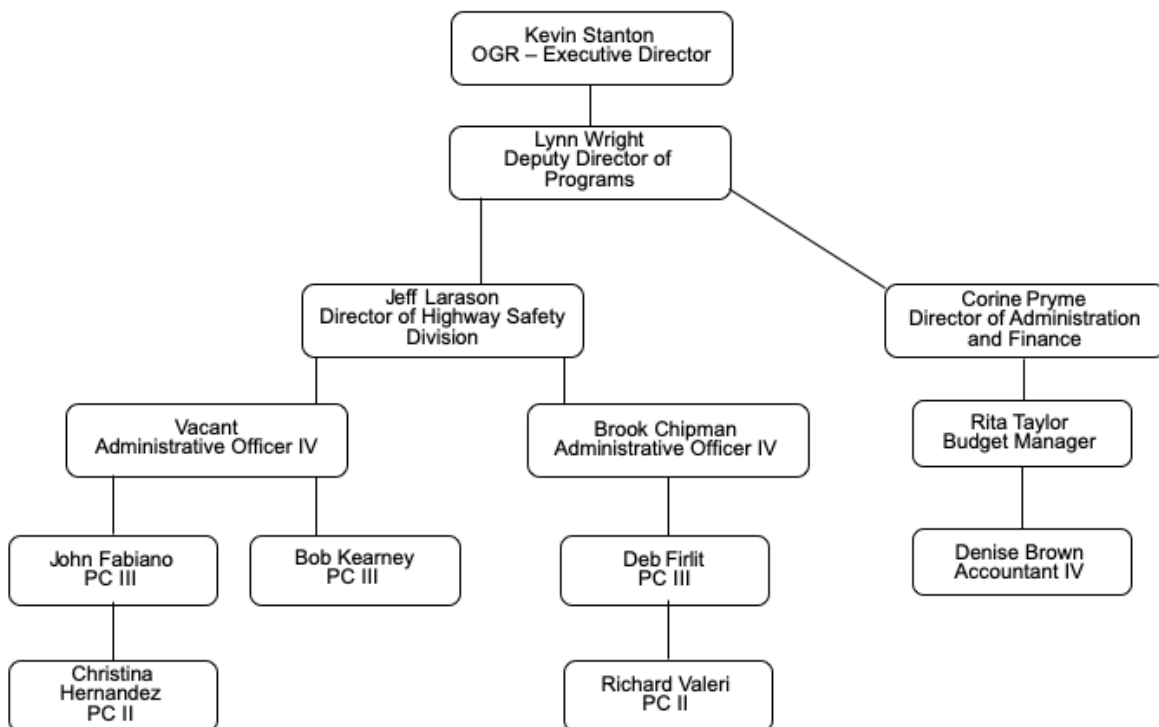 Kevin Stanton
OGR – Executive Director
Lynn Wright
Deputy Director of
Programs
Jeff Larason
Director of Highway Safety
Division
Corine Pryme
Director of Administration
and Finance
Vacant
Administrative Officer IV
Brook Chipman
Administrative Officer IV
Rita Taylor
Budget Manager
John Fabiano
PC III
Bob Kearney
PC III
Deb Firlit
PC III
Denise Brown
Accountant IV
Christina
Hernandez
PC II
Richard Valeri
PC II